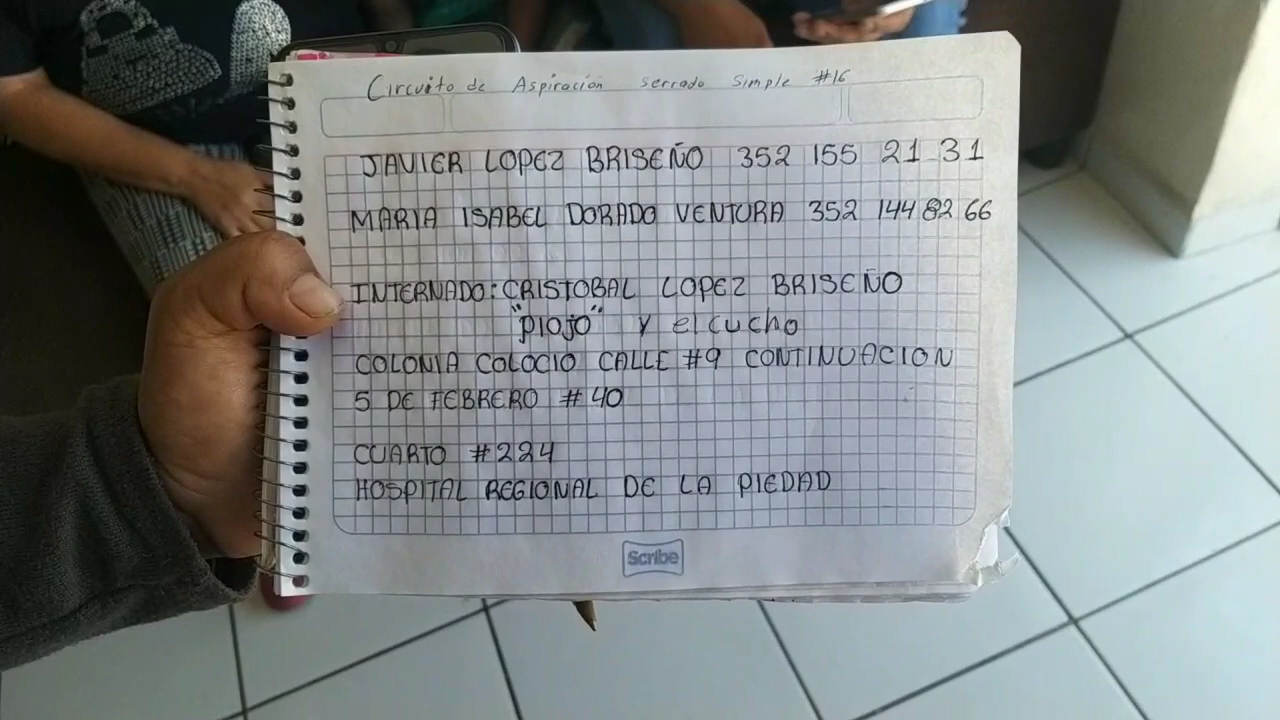 Circuito de Aspiración serrado Simple #16
JAVIER LOPEZ BRISEÑO 352 155 21 31
MARIA ISABEL DORADO VENTURA 352 144 82 66
INTERNADO: CRISTOBAL LOPEZ BRISEÑO
"piojo" y el cucho
COLONIA COLOCIO CALLE #9 CONTINUACION
5 DE FEBRERO #40
CUARTO #224
HOSPITAL REGIONAL DE LA PIEDAD
Scribe